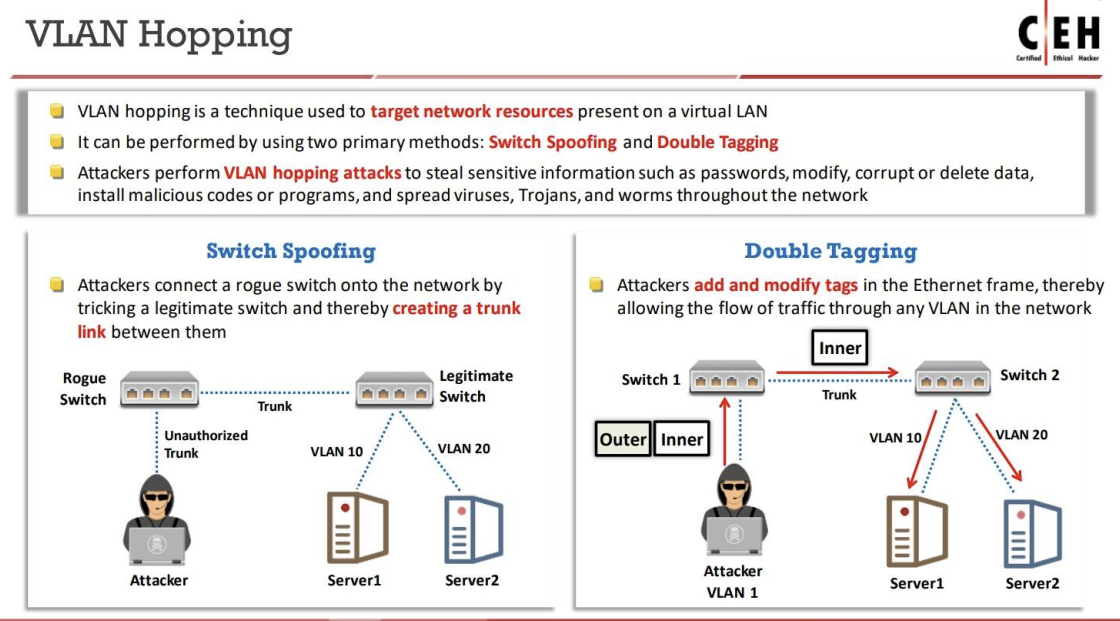 VLAN Hopping
CEH
Certified Ethical Hacker
VLAN hopping is a technique used to target network resources present on a virtual LAN
It can be performed by using two primary methods: Switch Spoofing and Double Tagging
Attackers perform VLAN hopping attacks to steal sensitive information such as passwords, modify, corrupt or delete data,
install malicious codes or programs, and spread viruses, Trojans, and worms throughout the network
Switch Spoofing
Attackers connect a rogue switch onto the network by
tricking a legitimate switch and thereby creating a trunk
link between them
Rogue
Switch
Trunk
Legitimate
Switch
Unauthorized
Trunk
VLAN 10
VLAN 20
Attacker
Server1
Server2
Double Tagging
Attackers add and modify tags in the Ethernet frame, thereby
allowing the flow of traffic through any VLAN in the network
Inner
Switch 1
Trunk
Switch 2
Outer Inner
VLAN 10
VLAN 20
Attacker
VLAN 1
Server1
Server2